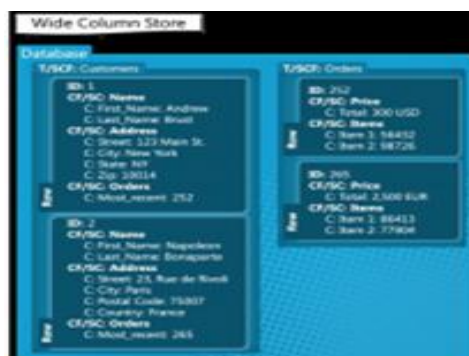 Wide Column Store
Database
T/SCF: Customers
ID: 1
CF/SC: Name
C: First_Name: Andrew
C: Last_Name: Brust
CF/SC: Address
C: Street: 123 Main St.
C: City: New York
C: State: NY
C: Zip: 10014
CF/SC: Orders
C: Most_recent: 252
Row
ID: 2
CF/SC: Name
C: First_Name: Napoleon
C: Last_Name: Bonaparte
CF/SC: Address
C: Street: 23, Rue de Rivoli
C: City: Paris
C: Postal Code: 75007
C: Country: France
CF/SC: Orders
C: Most_recent: 265
Row
T/SCF: Orders
ID: 252
CF/SC: Price
C: Total: 300 USD
CF/SC: Items
C: Item 1: 56432
C: Item 2: 98726
Row
ID: 265
CF/SC: Price
C: Total: 2,500 EUR
CF/SC: Items
C: Item 1: 86413
C: Item 2: 77904
Row